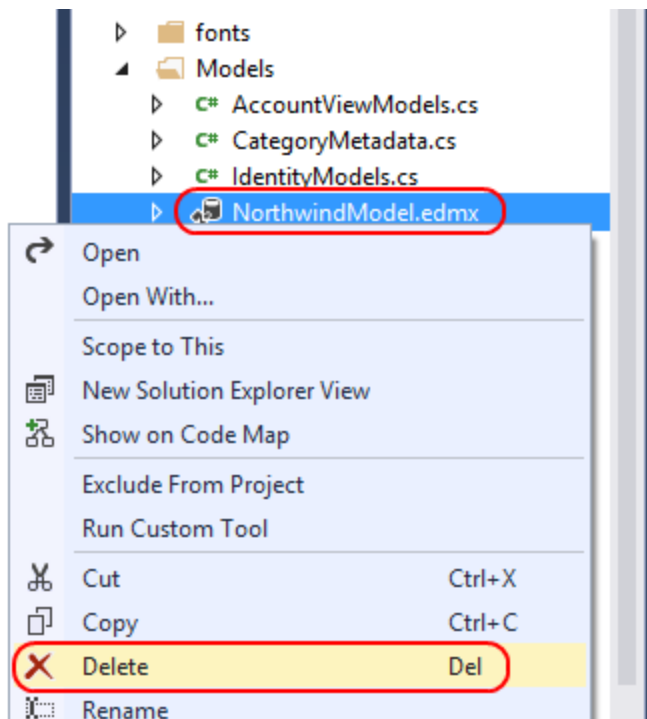 fonts
Models
C# AccountViewModels.cs
C# CategoryMetadata.cs
C# IdentityModels.cs
NorthwindModel.edmx
Open
Open With...
Scope to This
New Solution Explorer View
Show on Code Map
Exclude From Project
Run Custom Tool
Cut Ctrl+X
Copy Ctrl+C
Delete Del
Rename